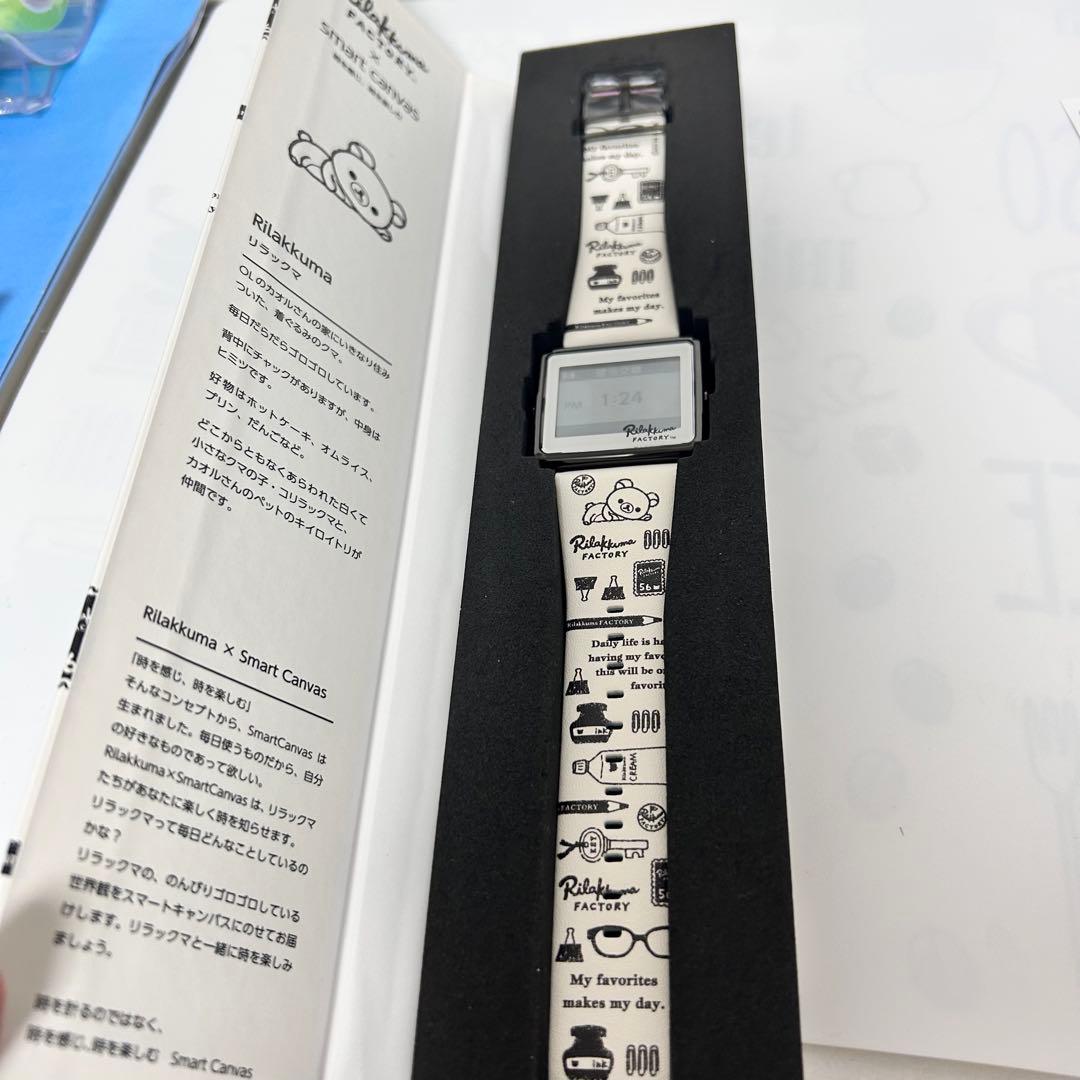 Rilakkuma
FACTORY.
×
smart canvas
Rilakkuma
リラックマ
OLのカオルさんの家にいきなり住み
ついた、着ぐるみのクマ。
毎日だらだらゴロゴロしています。
背中にチャックがありますが、中身は
ヒミツです。
好物はホットケーキ、オムライス、
プリン、だんごなど。
どこからともなくあらわれた白くて
小さなクマの子・コリラックマと、
カオルさんのペットのキイロイトリが
仲間です。
Rilakkuma × Smart Canvas
「時を感じ、時を楽しむ」
そんなコンセプトから、SmartCanvas は
生まれました。毎日使うものだから、自分
の好きなものであって欲しい。
Rilakkuma×SmartCanvas は、リラックマ
たちがあなたに楽しく時を知らせます。
リラックマって毎日どんなことしているの
かな？
リラックマの、のんびりゴロゴロしている
世界観をスマートキャンバスにのせてお届
けします。リラックマと一緒に時を楽しみ
ましょう。
時を計るのではなく、
時を感じ、時を楽しむ Smart Canvas
My favorites
makes my day.
Rilakkuma
FACTORY
My favorites
makes my day.
Rilakkuma FACTORY
PM 1:24
Rilakkuma
FACTORY™
Rilakkuma
FACTORY
Rilakkuma
56
Rilakkuma FACTORY
Daily life is
having my
this will be
ink
CREAM
FACTORY
KEY
Rilakkuma
FACTORY
My favorites
makes my day.
ink